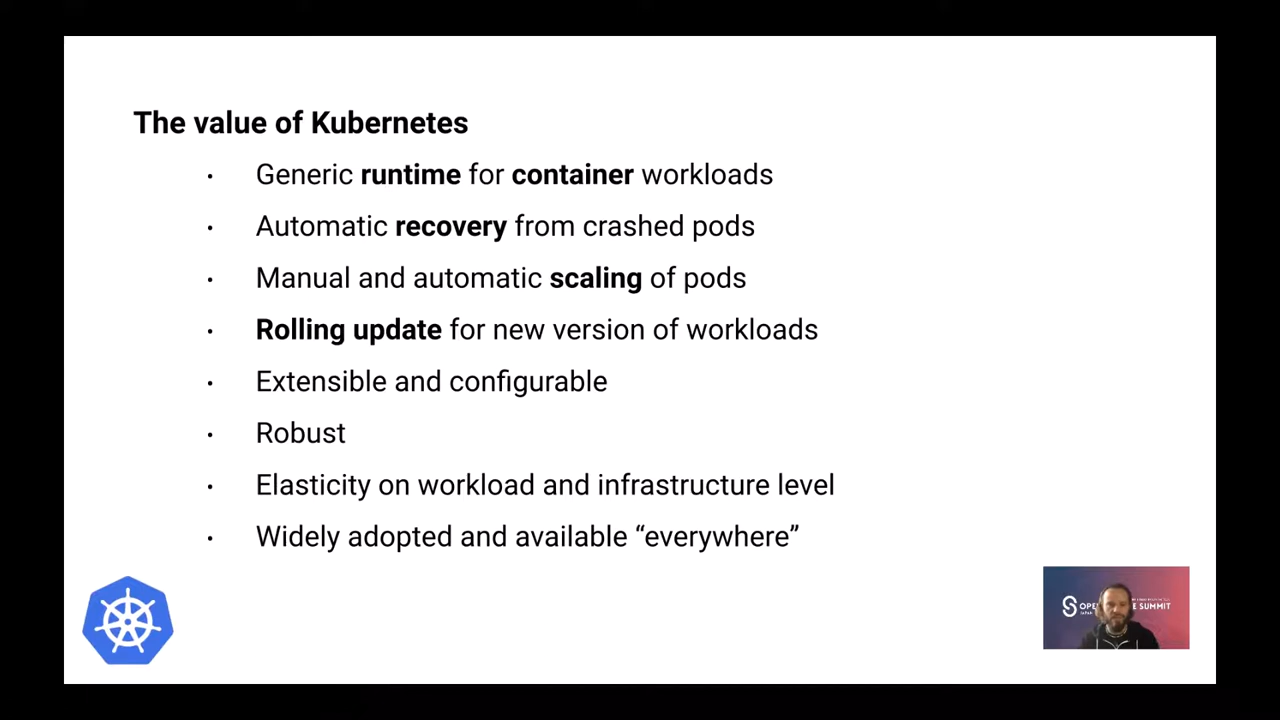 The value of Kubernetes
· Generic runtime for container workloads
· Automatic recovery from crashed pods
· Manual and automatic scaling of pods
· Rolling update for new version of workloads
· Extensible and configurable
· Robust
· Elasticity on workload and infrastructure level
· Widely adopted and available “everywhere”
SUMMIT
JAPAN